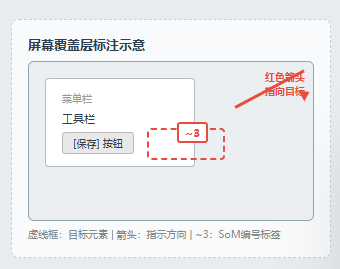 屏幕覆盖层标注示意
红色箭头
指向目标
菜单栏
工具栏
[保存] 按钮
~3
虚线框：目标元素 | 箭头：指示方向 | ~3：SoM编号标签